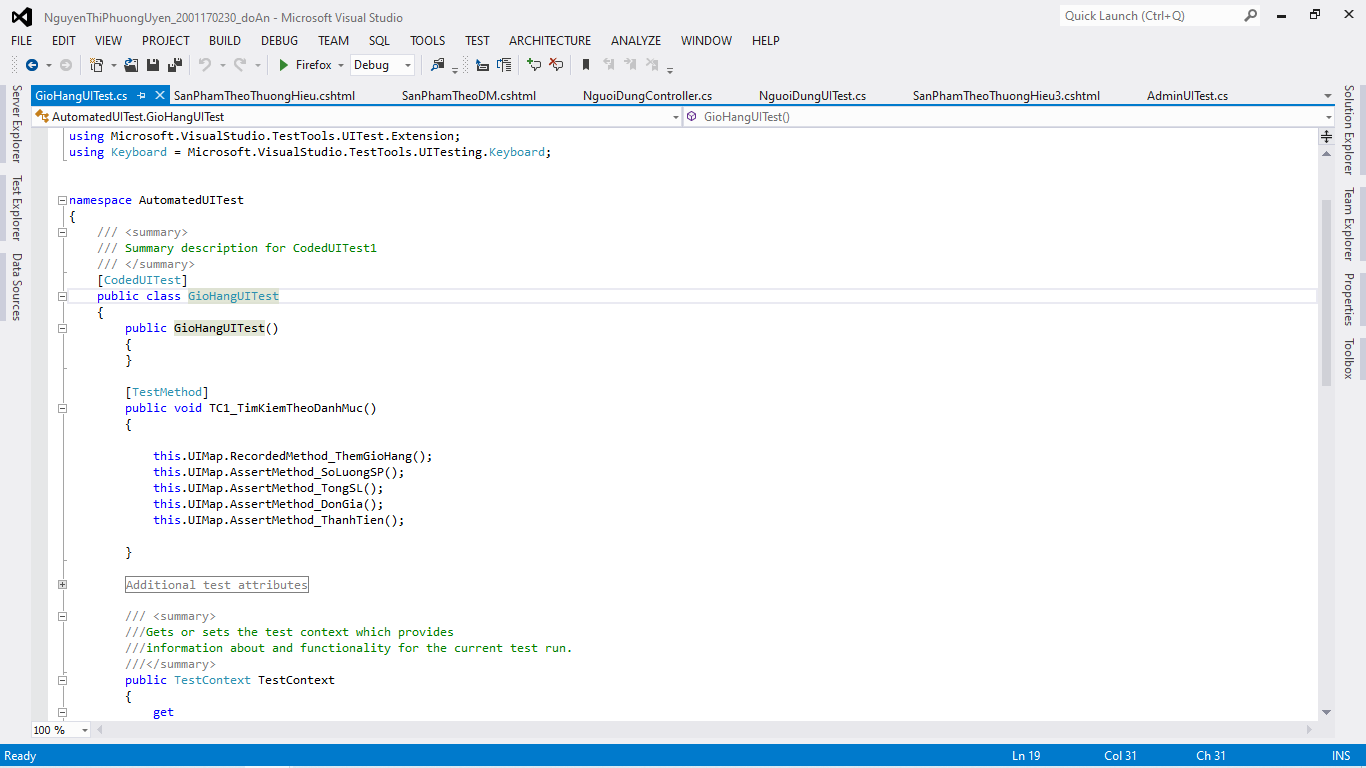 NguyenThiPhuongUyen_2001170230_doAn - Microsoft Visual Studio
Quick Launch (Ctrl+Q)
FILE EDIT VIEW PROJECT BUILD DEBUG TEAM SQL TOOLS TEST ARCHITECTURE ANALYZE WINDOW HELP
Firefox Debug
GioHangUITest.cs SanPhamTheoThuongHieu.cshtml SanPhamTheoDM.cshtml NguoiDungController.cs NguoiDungUITest.cs SanPhamTheoThuongHieu3.cshtml AdminUITest.cs
AutomatedUITest.GioHangUITest GioHangUITest()
Server Explorer
Test Explorer
Data Sources
using Microsoft.VisualStudio.TestTools.UITest.Extension;
using Keyboard = Microsoft.VisualStudio.TestTools.UITesting.Keyboard;
namespace AutomatedUITest
{
/// <summary>
/// Summary description for CodedUITest1
/// </summary>
[CodedUITest]
public class GioHangUITest
{
public GioHangUITest()
{
}
[TestMethod]
public void TC1_TimKiemTheoDanhMuc()
{
this.UIMap.RecordedMethod_ThemGioHang();
this.UIMap.AssertMethod_SoLuongSP();
this.UIMap.AssertMethod_TongSL();
this.UIMap.AssertMethod_DonGia();
this.UIMap.AssertMethod_ThanhTien();
}
Additional test attributes
/// <summary>
///Gets or sets the test context which provides
///information about and functionality for the current test run.
///</summary>
public TestContext TestContext
{
get
Solution Explorer
Team Explorer
Properties
Toolbox
100 %
Ready Ln 19 Col 31 Ch 31 INS